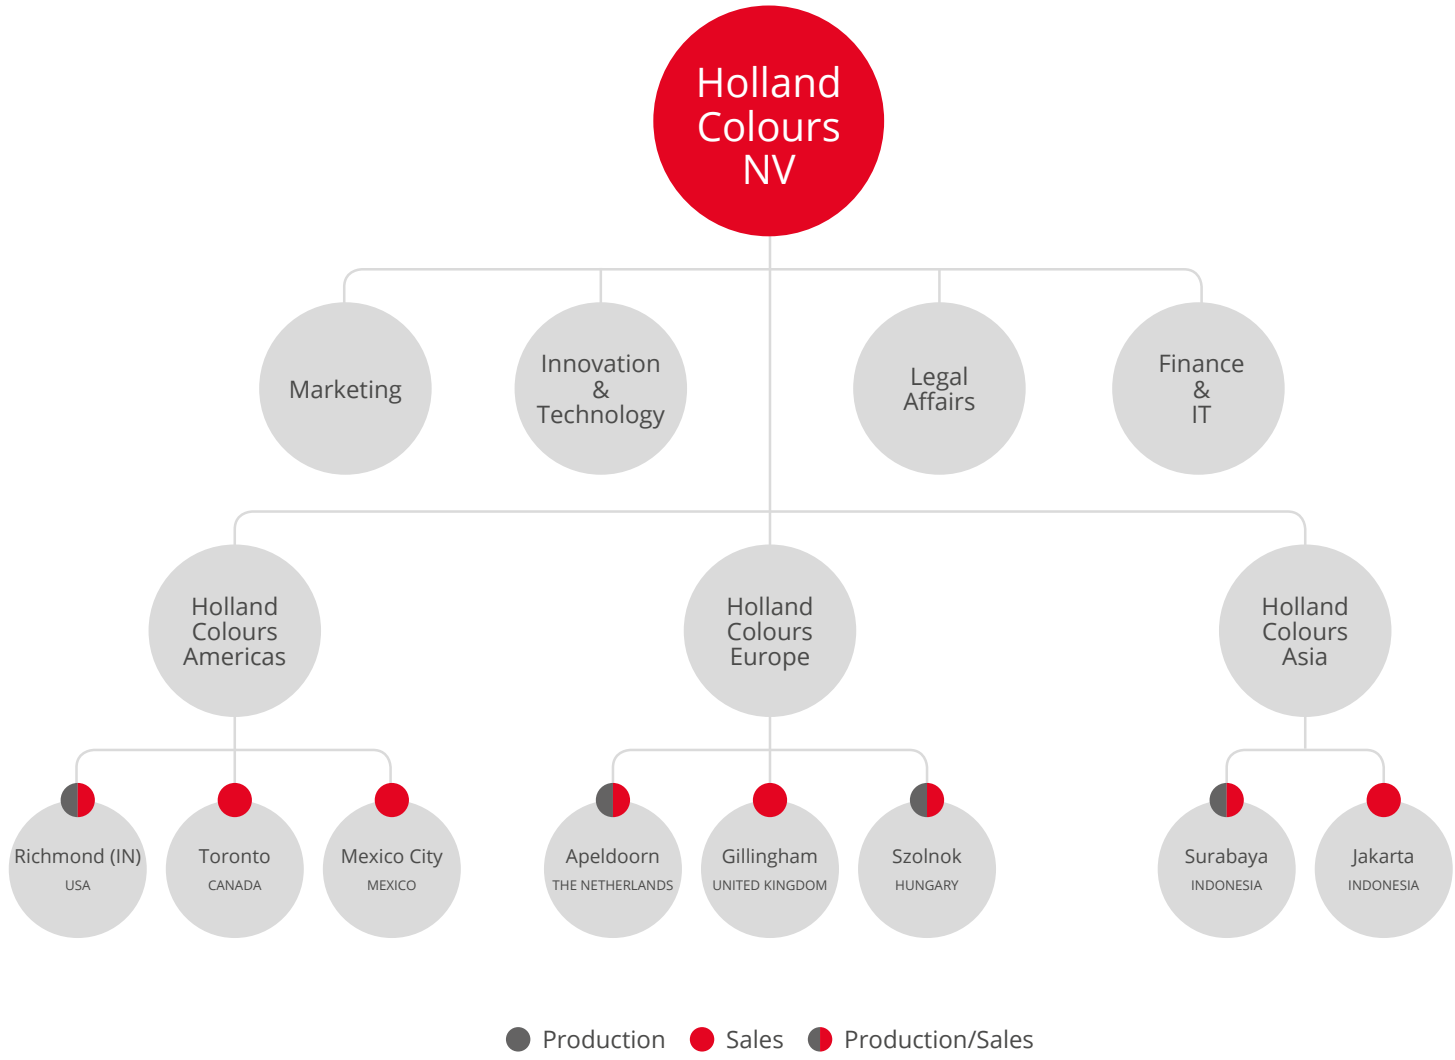 Holland
Colours
NV
Marketing
Innovation
&
Technology
Legal
Affairs
Finance
&
IT
Holland
Colours
Americas
Holland
Colours
Europe
Holland
Colours
Asia
Richmond (IN)
USA
Toronto
CANADA
Mexico City
MEXICO
Apeldoorn
THE NETHERLANDS
Gillingham
UNITED KINGDOM
Szolnok
HUNGARY
Surabaya
INDONESIA
Jakarta
INDONESIA
Production
Sales
Production/Sales